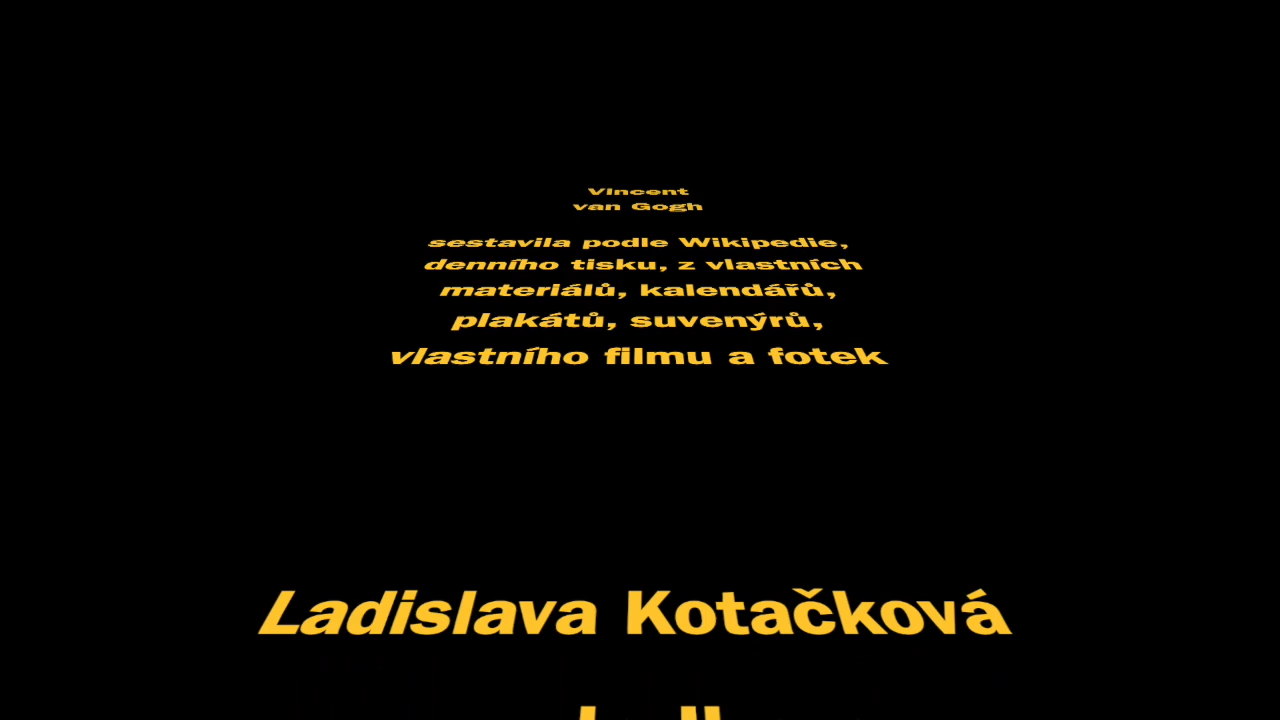 Vincent
van Gogh
sestavila podle Wikipedie,
denního tisku, z vlastních
materiálů, kalendářů,
plakátů, suvenýrů,
vlastního filmu a fotek
Ladislava Kotačková